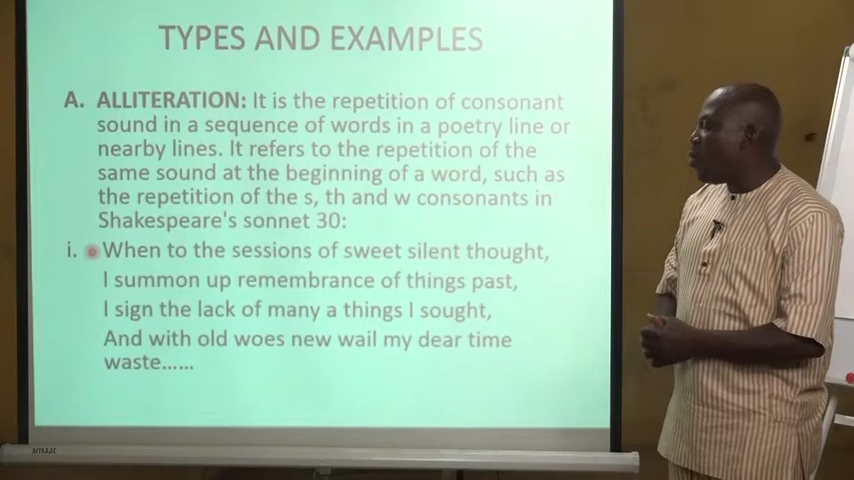 TYPES AND EXAMPLES
A. ALLITERATION: It is the repetition of consonant
sound in a sequence of words in a poetry line or
nearby lines. It refers to the repetition of the
same sound at the beginning of a word, such as
the repetition of the s, th and w consonants in
Shakespeare's sonnet 30:
i. When to the sessions of sweet silent thought,
I summon up remembrance of things past,
I sign the lack of many a things I sought,
And with old woes new wail my dear time
waste......
smaat